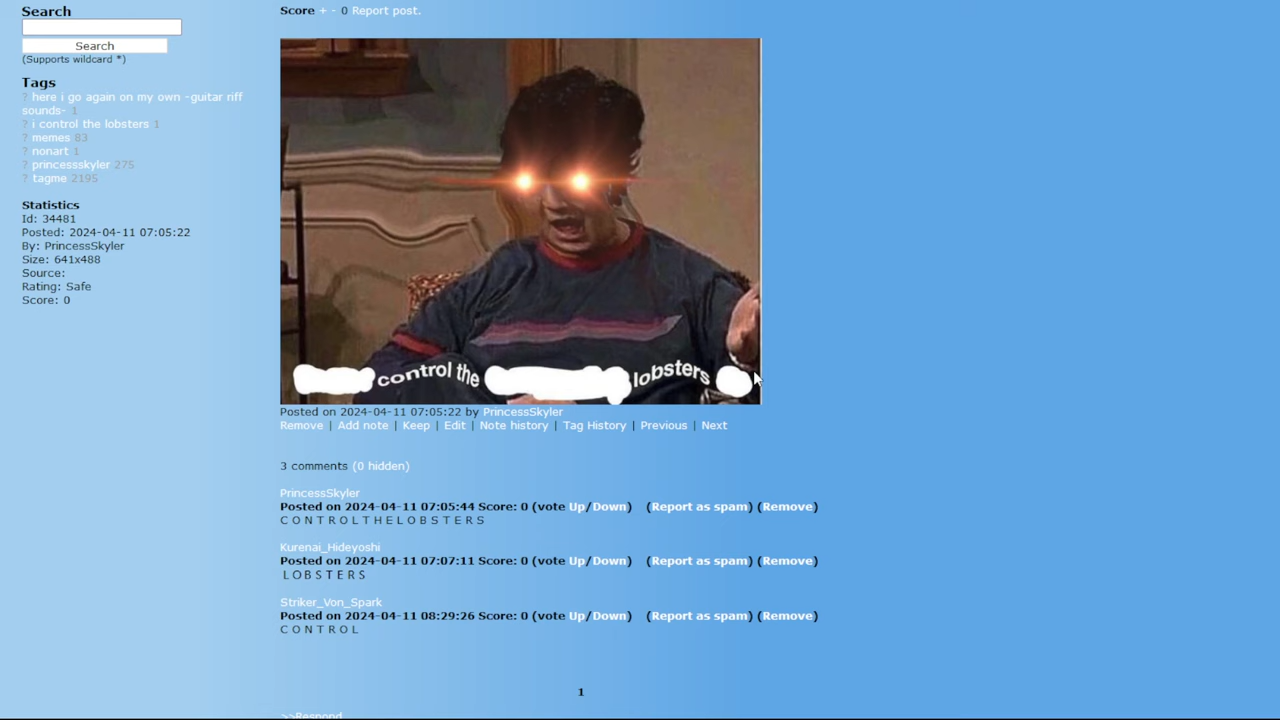 Search
Search
(Supports wildcard *)
Tags
? here i go again on my own -guitar riff
sounds- 1
? i control the lobsters 1
? memes 83
? nonart 1
? princessskyler 275
? tagme 2195
Statistics
Id: 34481
Posted: 2024-04-11 07:05:22
By: PrincessSkyler
Size: 641x488
Source:
Rating: Safe
Score: 0
Score + - 0 Report post.
control the lobsters
Posted on 2024-04-11 07:05:22 by PrincessSkyler
Remove | Add note | Keep | Edit | Note history | Tag History | Previous | Next
3 comments (0 hidden)
PrincessSkyler
Posted on 2024-04-11 07:05:44 Score: 0 (vote Up/Down) (Report as spam) (Remove)
C O N T R O L T H E L O B S T E R S
Kurenai_Hideyoshi
Posted on 2024-04-11 07:07:11 Score: 0 (vote Up/Down) (Report as spam) (Remove)
L O B S T E R S
Striker_Von_Spark
Posted on 2024-04-11 08:29:26 Score: 0 (vote Up/Down) (Report as spam) (Remove)
C O N T R O L
1
>>Respond